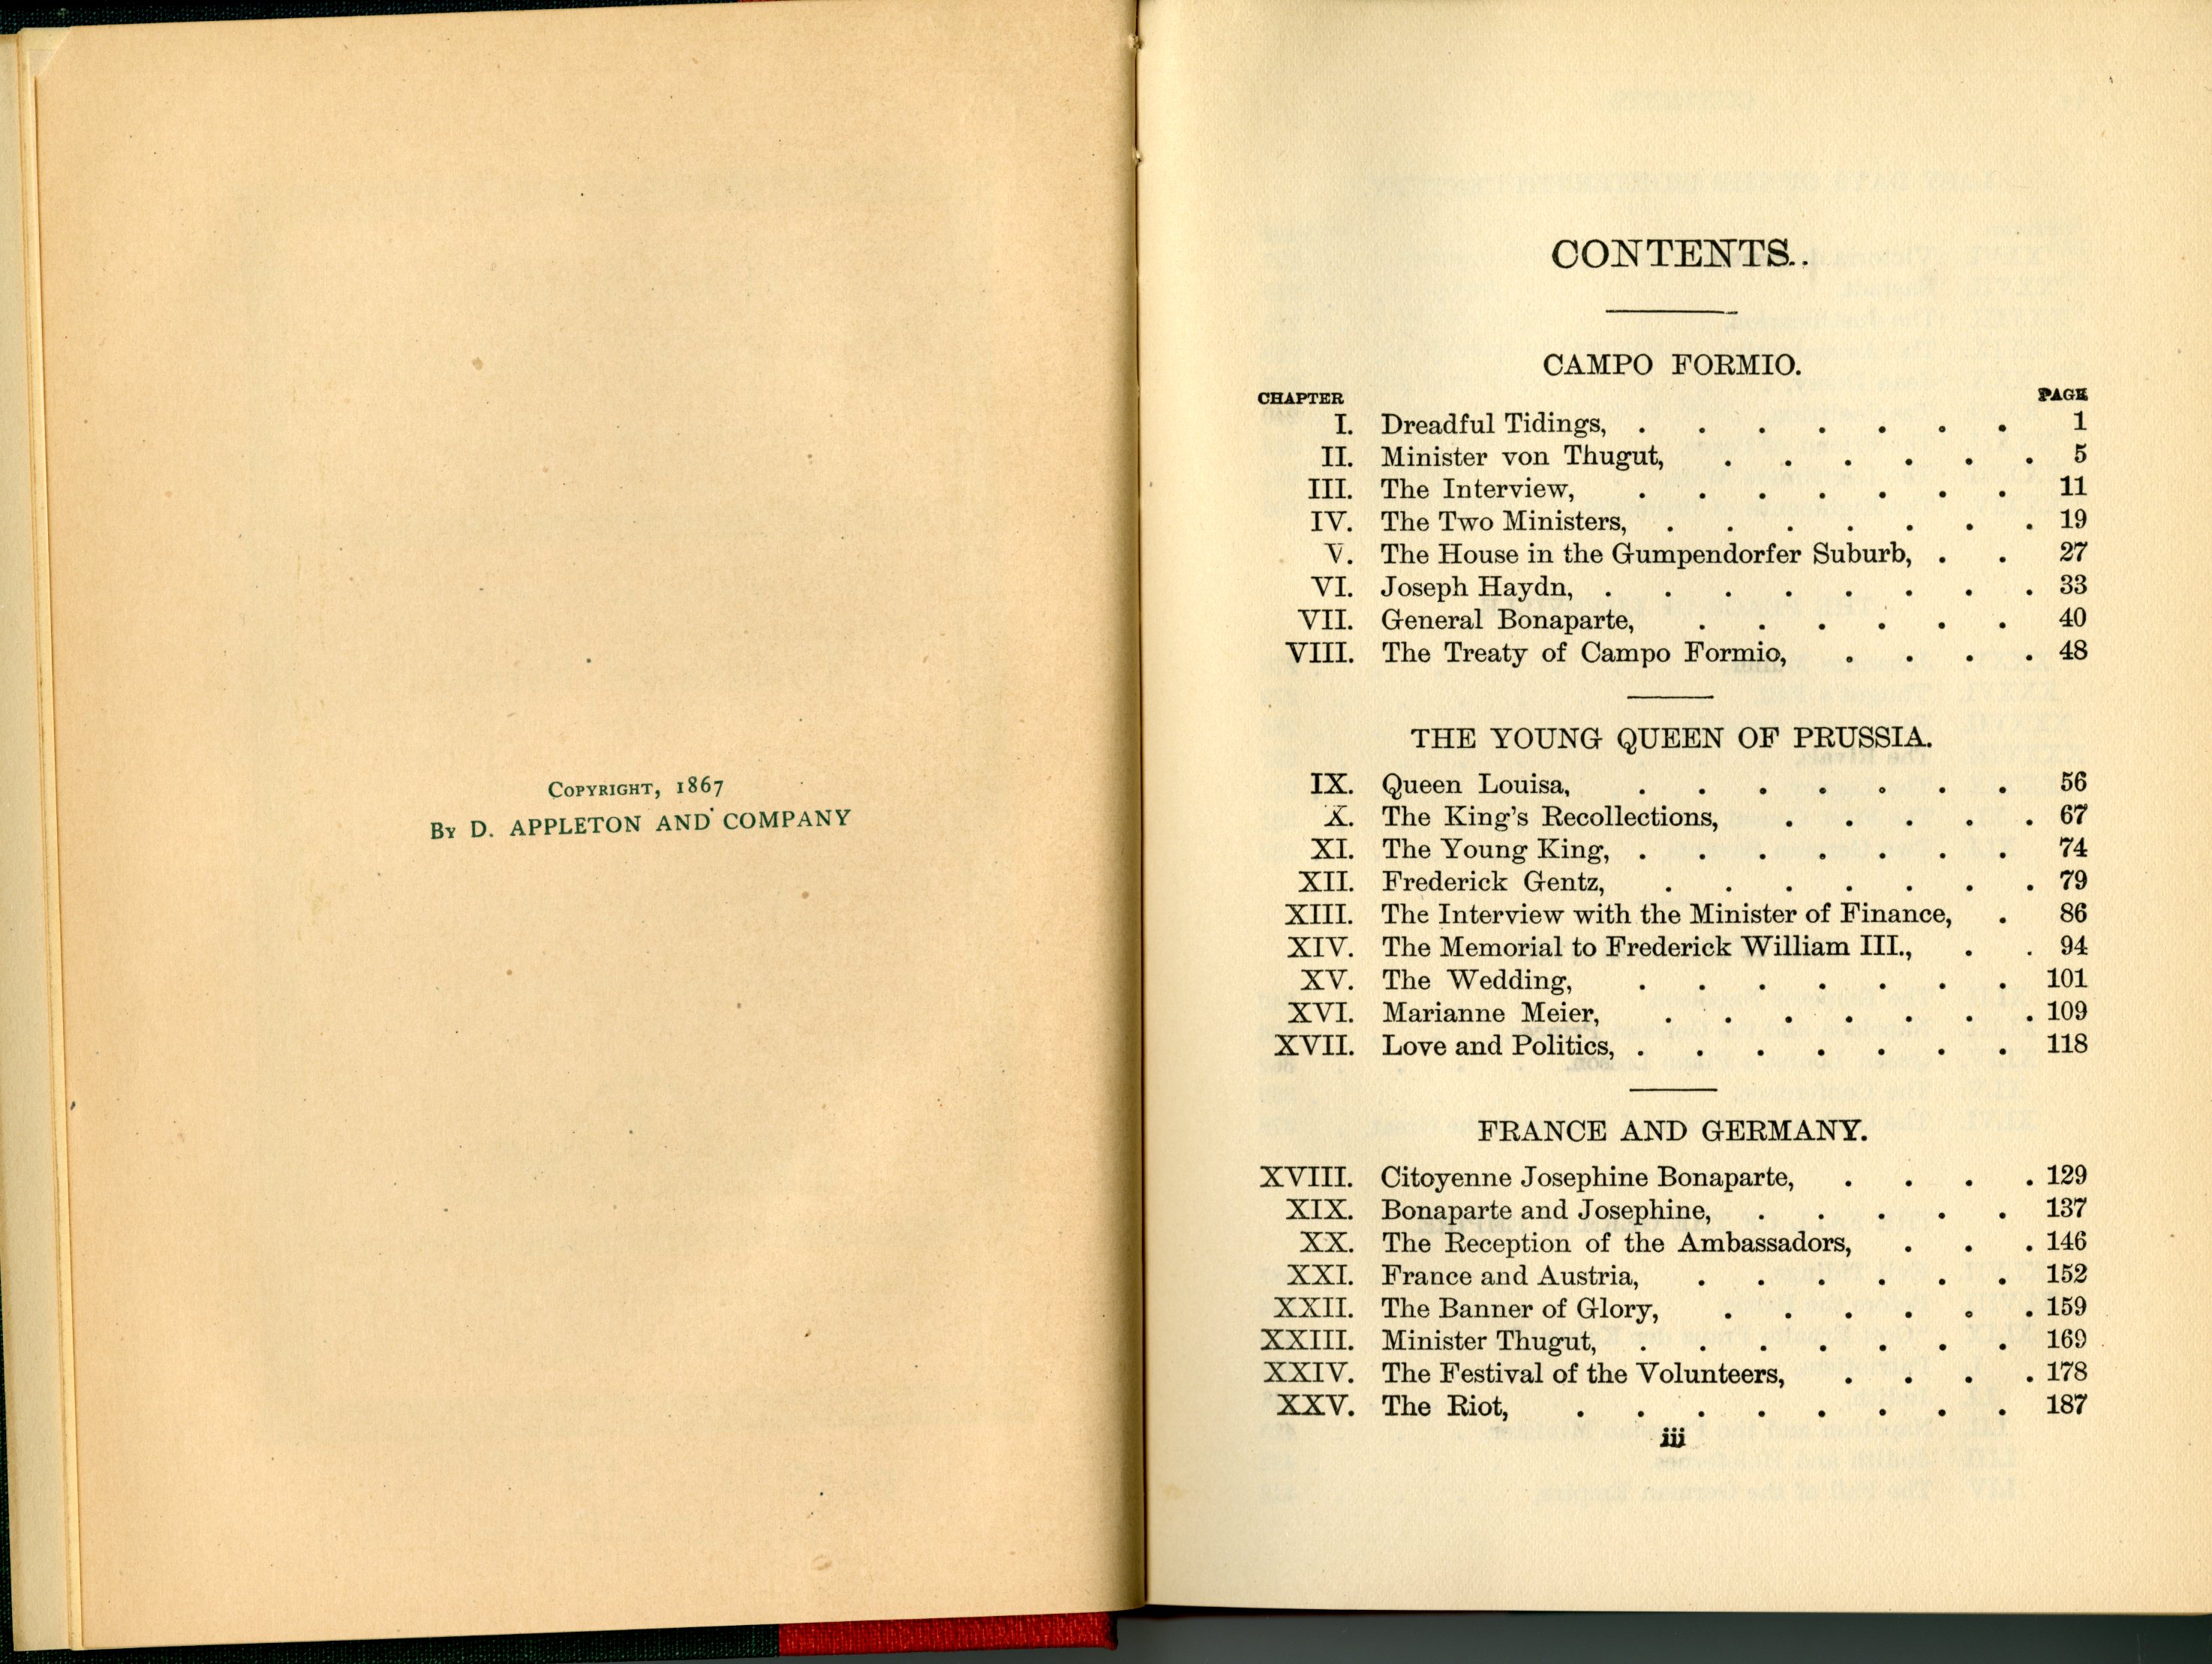 COPYRIGHT, 1867
BY D. APPLETON AND COMPANY
CONTENTS.
CAMPO FORMIO.
CHAPTER PAGE
I. Dreadful Tidings, . . . . . . . 1
II. Minister von Thugut, . . . . . . 5
III. The Interview, . . . . . . . 11
IV. The Two Ministers, . . . . . . . 19
V. The House in the Gumpendorfer Suburb, . . 27
VI. Joseph Haydn, . . . . . . . . 33
VII. General Bonaparte, . . . . . . 40
VIII. The Treaty of Campo Formio, . . . . 48
THE YOUNG QUEEN OF PRUSSIA.
IX. Queen Louisa, . . . . . . . 56
X. The King's Recollections, . . . . . 67
XI. The Young King, . . . . . . . 74
XII. Frederick Gentz, . . . . . . . 79
XIII. The Interview with the Minister of Finance, . 86
XIV. The Memorial to Frederick William III., . . 94
XV. The Wedding, . . . . . . . 101
XVI. Marianne Meier, . . . . . . . 109
XVII. Love and Politics, . . . . . . . 118
FRANCE AND GERMANY.
XVIII. Citoyenne Josephine Bonaparte, . . . . 129
XIX. Bonaparte and Josephine, . . . . . 137
XX. The Reception of the Ambassadors, . . . 146
XXI. France and Austria, . . . . . . 152
XXII. The Banner of Glory, . . . . . . 159
XXIII. Minister Thugut, . . . . . . . 169
XXIV. The Festival of the Volunteers, . . . . 178
XXV. The Riot, . . . . . . . . 187
iii